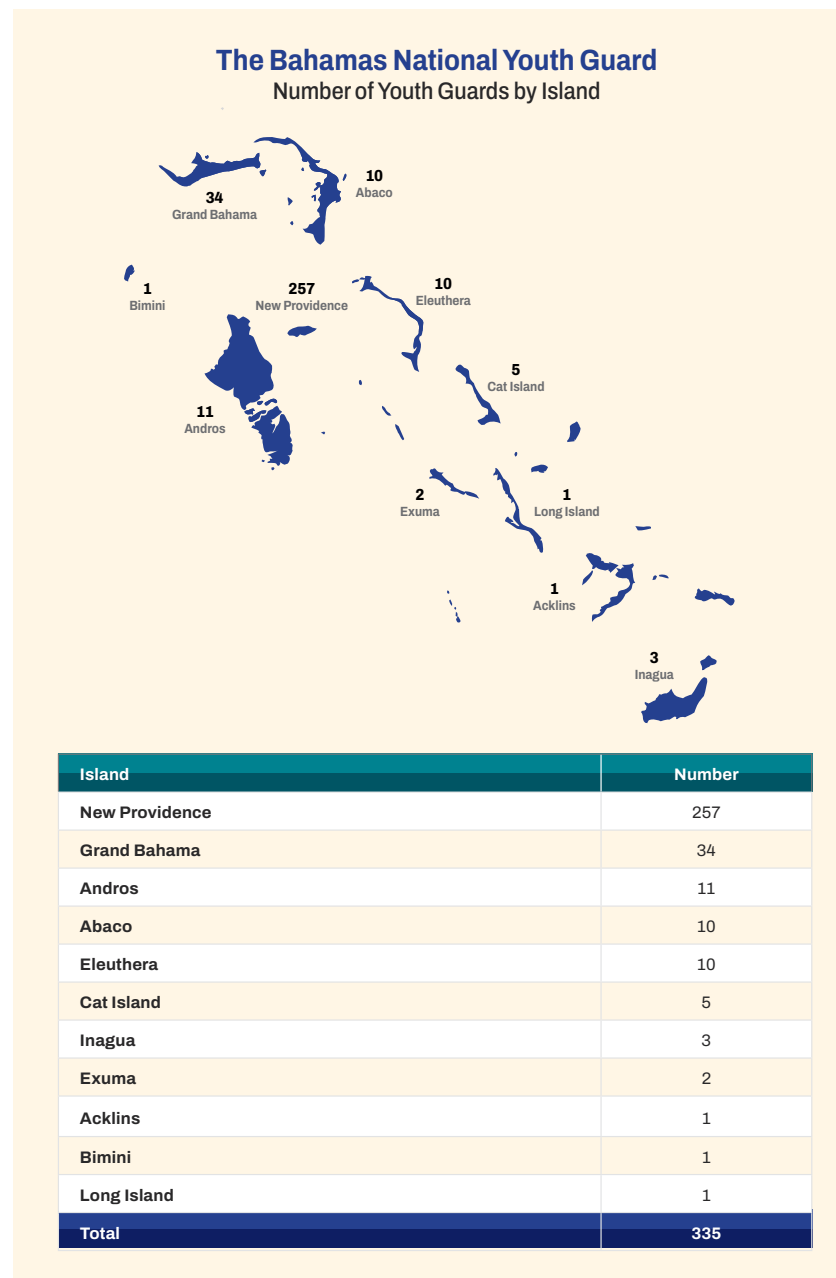 The Bahamas National Youth Guard
Number of Youth Guards by Island
10
Abaco
34
Grand Bahama
1
Bimini
257
New Providence
10
Eleuthera
5
Cat Island
11
Andros
2
Exuma
1
Long Island
1
Acklins
3
Inagua
Island Number
New Providence 257
Grand Bahama 34
Andros 11
Abaco 10
Eleuthera 10
Cat Island 5
Inagua 3
Exuma 2
Acklins 1
Bimini 1
Long Island 1
Total 335